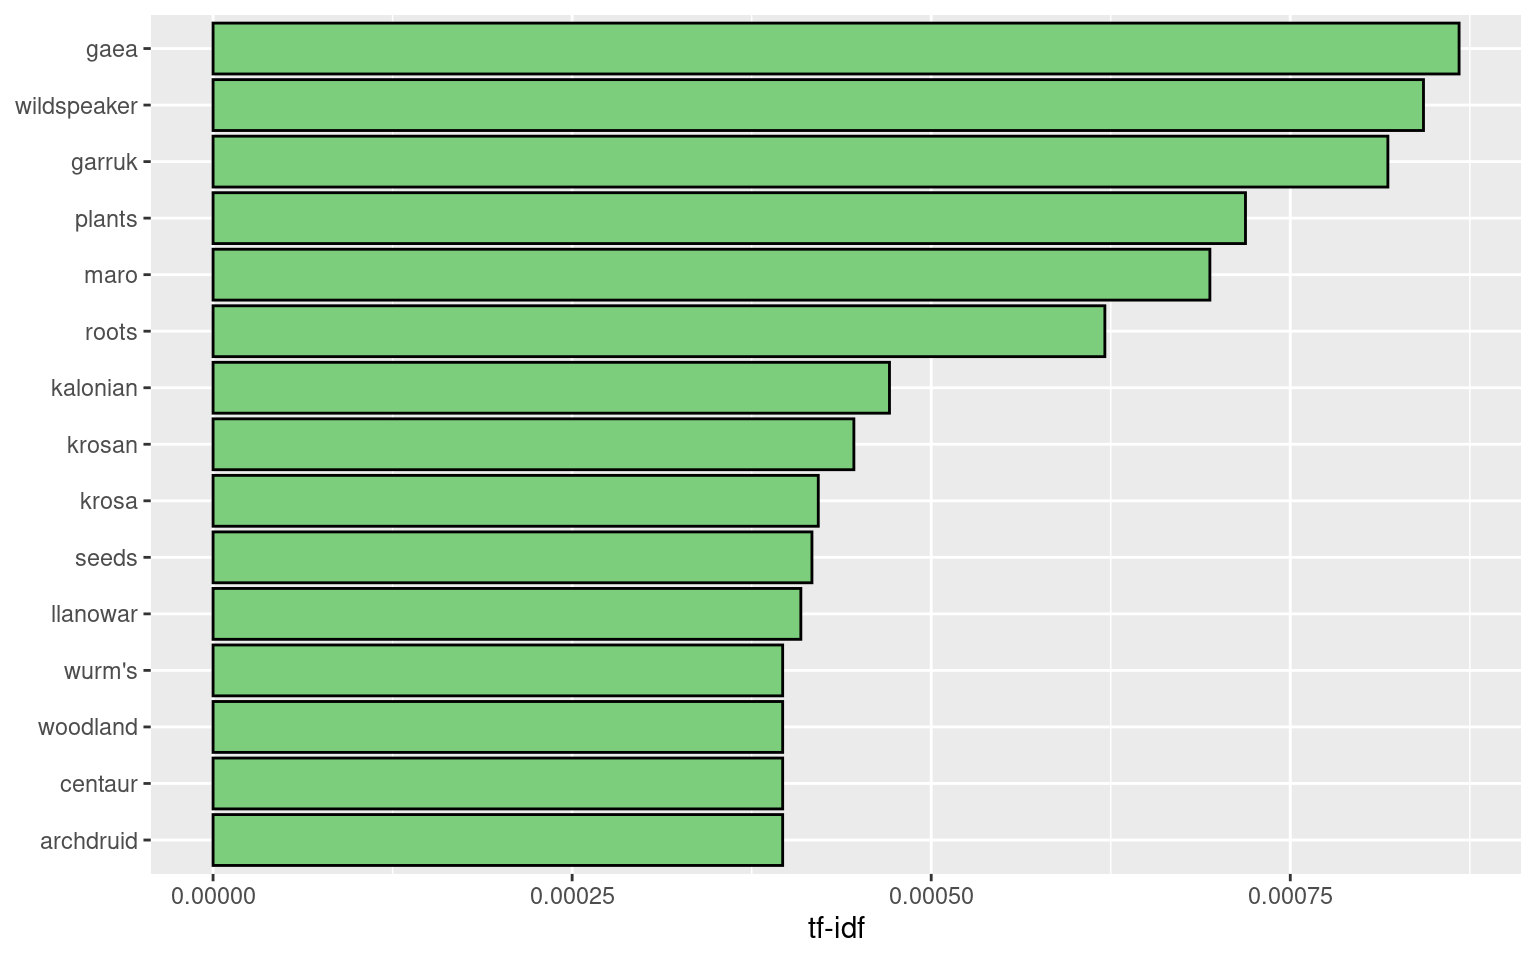 gaea
wildspeaker
garruk
plants
maro
roots
kalonian
krosan
krosa
seeds
llanowar
wurm's
woodland
centaur
archdruid
0.00000 0.00025 0.00050 0.00075
tf-idf